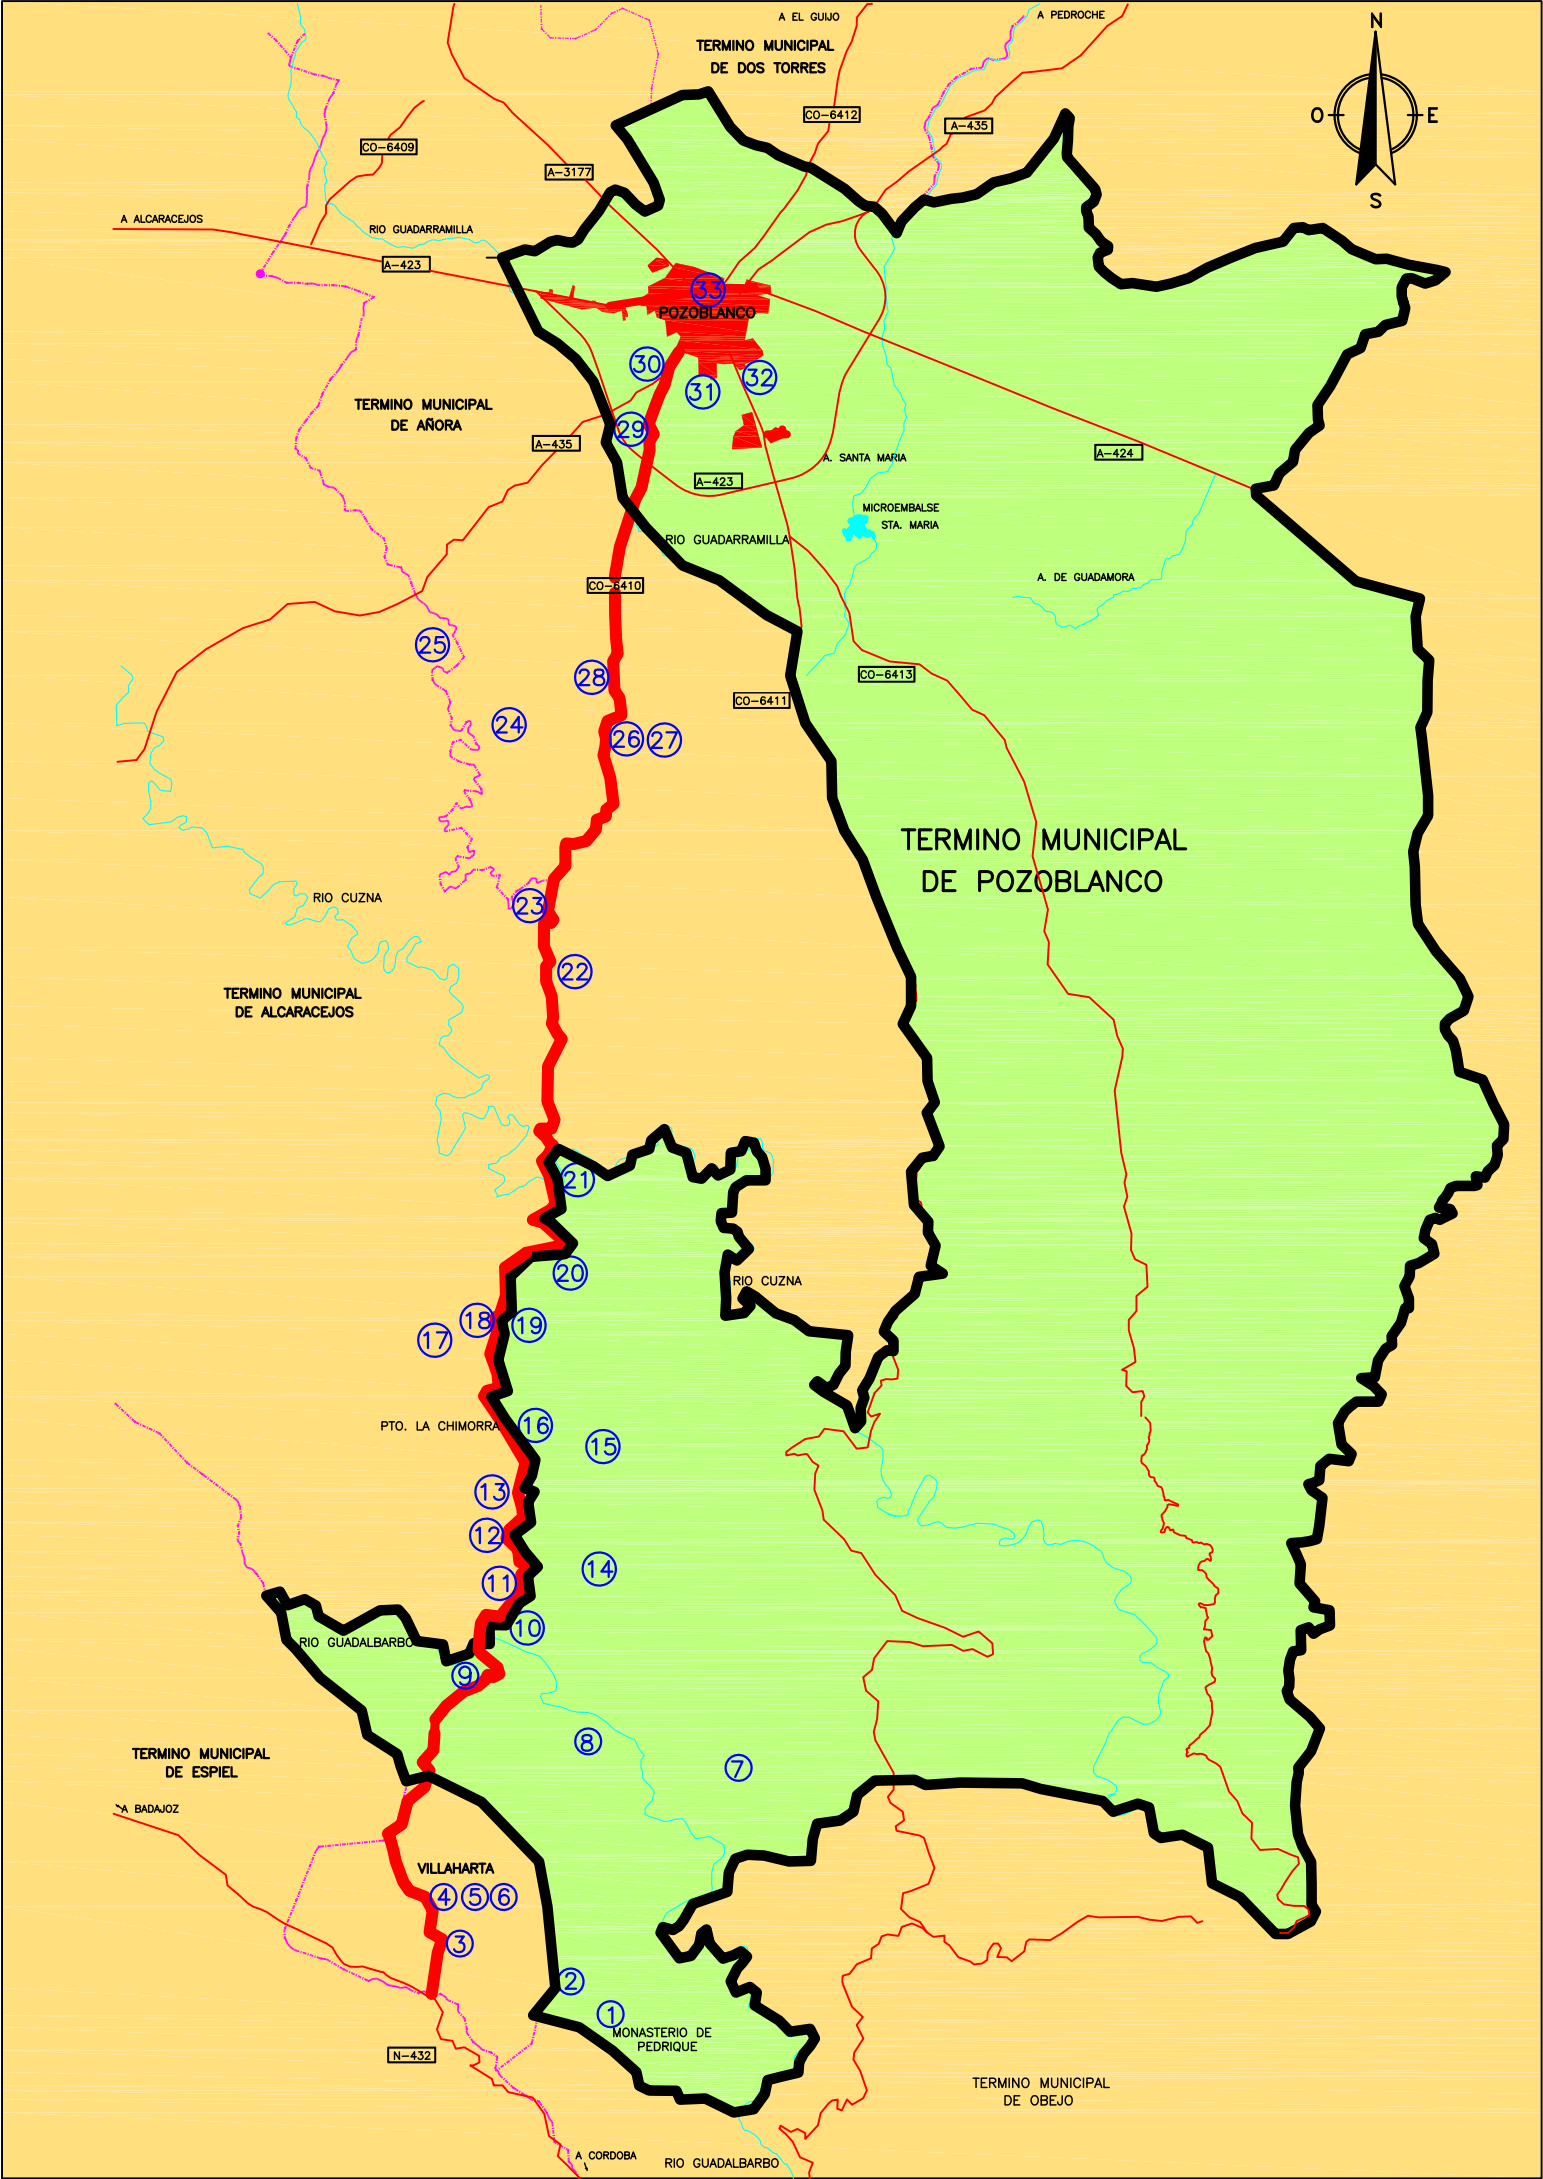 A EL GUIJO
A PEDROCHE
N
TERMINO MUNICIPAL
DE DOS TORRES
CO-6412
A-435
O
E
CO-6409
A-3177
S
A ALCARACEJOS
RIO GUADARRAMILLA
A-423
33
POZOBLANCO
30
31
32
TERMINO MUNICIPAL
DE AÑORA
29
A-435
A-424
A. SANTA MARIA
A-423
MICROEMBALSE
STA. MARIA
RIO GUADARRAMILLA
A. DE GUADAMORA
CO-6410
25
28
CO-6413
CO-6411
24
26
27
TERMINO MUNICIPAL
DE POZOBLANCO
RIO CUZNA
23
22
TERMINO MUNICIPAL
DE ALCARACEJOS
21
20
RIO CUZNA
18
19
17
PTO. LA CHIMORRA
16
15
13
12
14
11
10
RIO GUADALBARBO
9
8
7
TERMINO MUNICIPAL
DE ESPIEL
A BADAJOZ
VILLAHARTA
4
5
6
3
2
1
MONASTERIO DE
PEDRIQUE
N-432
TERMINO MUNICIPAL
DE OBEJO
A CORDOBA
RIO GUADALBARBO